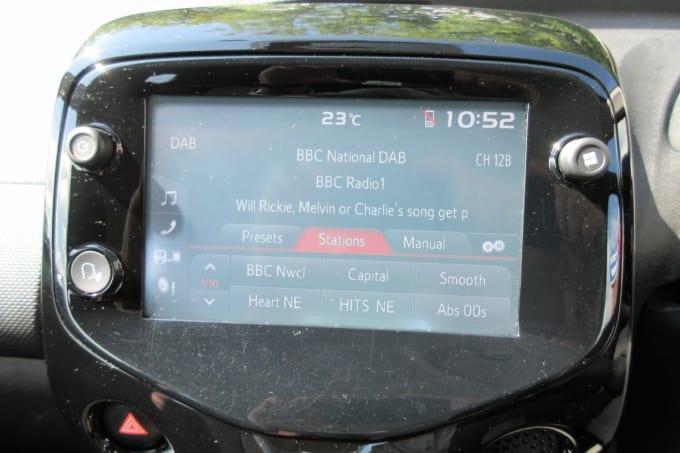 23°C 10:52
DAB
BBC National DAB CH 12B
BBC Radio1
Will Rickie, Melvin or Charlie's song get p
Presets Stations Manual
BBC Nwcl Capital Smooth
1/10
Heart NE HITS NE Abs 00s